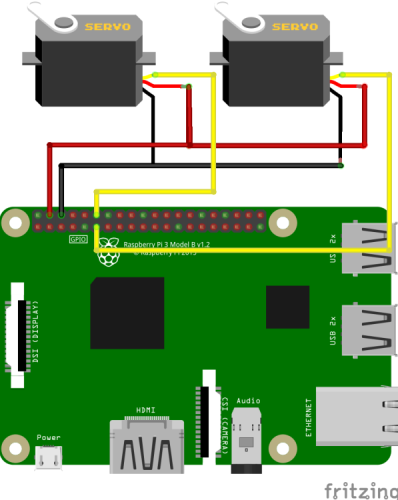 SERVO
SERVO
GPIO
Raspberry Pi 3 Model B v1.2
© Raspberry Pi 2015
USB 2x
DSI (DISPLAY)
USB 2x
HDMI
CSI (CAMERA)
Audio
ETHERNET
Power
fritzing